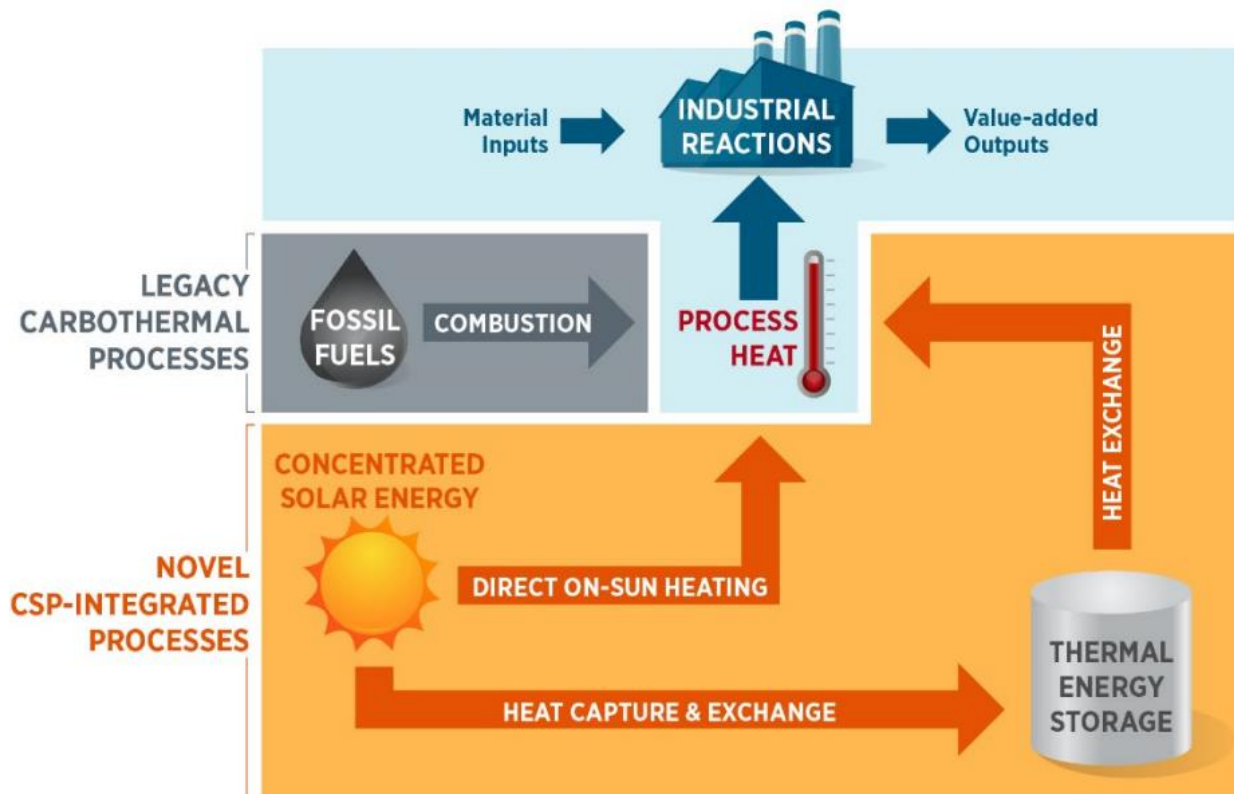 INDUSTRIAL
REACTIONS
Material
Inputs
Value-added
Outputs
LEGACY
CARBOTHERMAL
PROCESSES
FOSSIL
FUELS
COMBUSTION
PROCESS
HEAT
HEAT EXCHANGE
CONCENTRATED
SOLAR ENERGY
NOVEL
CSP-INTEGRATED
PROCESSES
DIRECT ON-SUN HEATING
HEAT CAPTURE & EXCHANGE
THERMAL
ENERGY
STORAGE